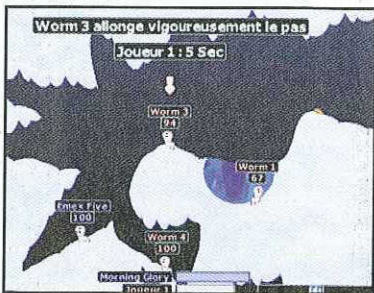 Worm 3 allonge vigoureusement le pas
Joueur 1 : 5 Sec
Worm 3
94
Worm 1
67
Emex Five
100
Worm 4
100
Morning Glory
Joueur 1